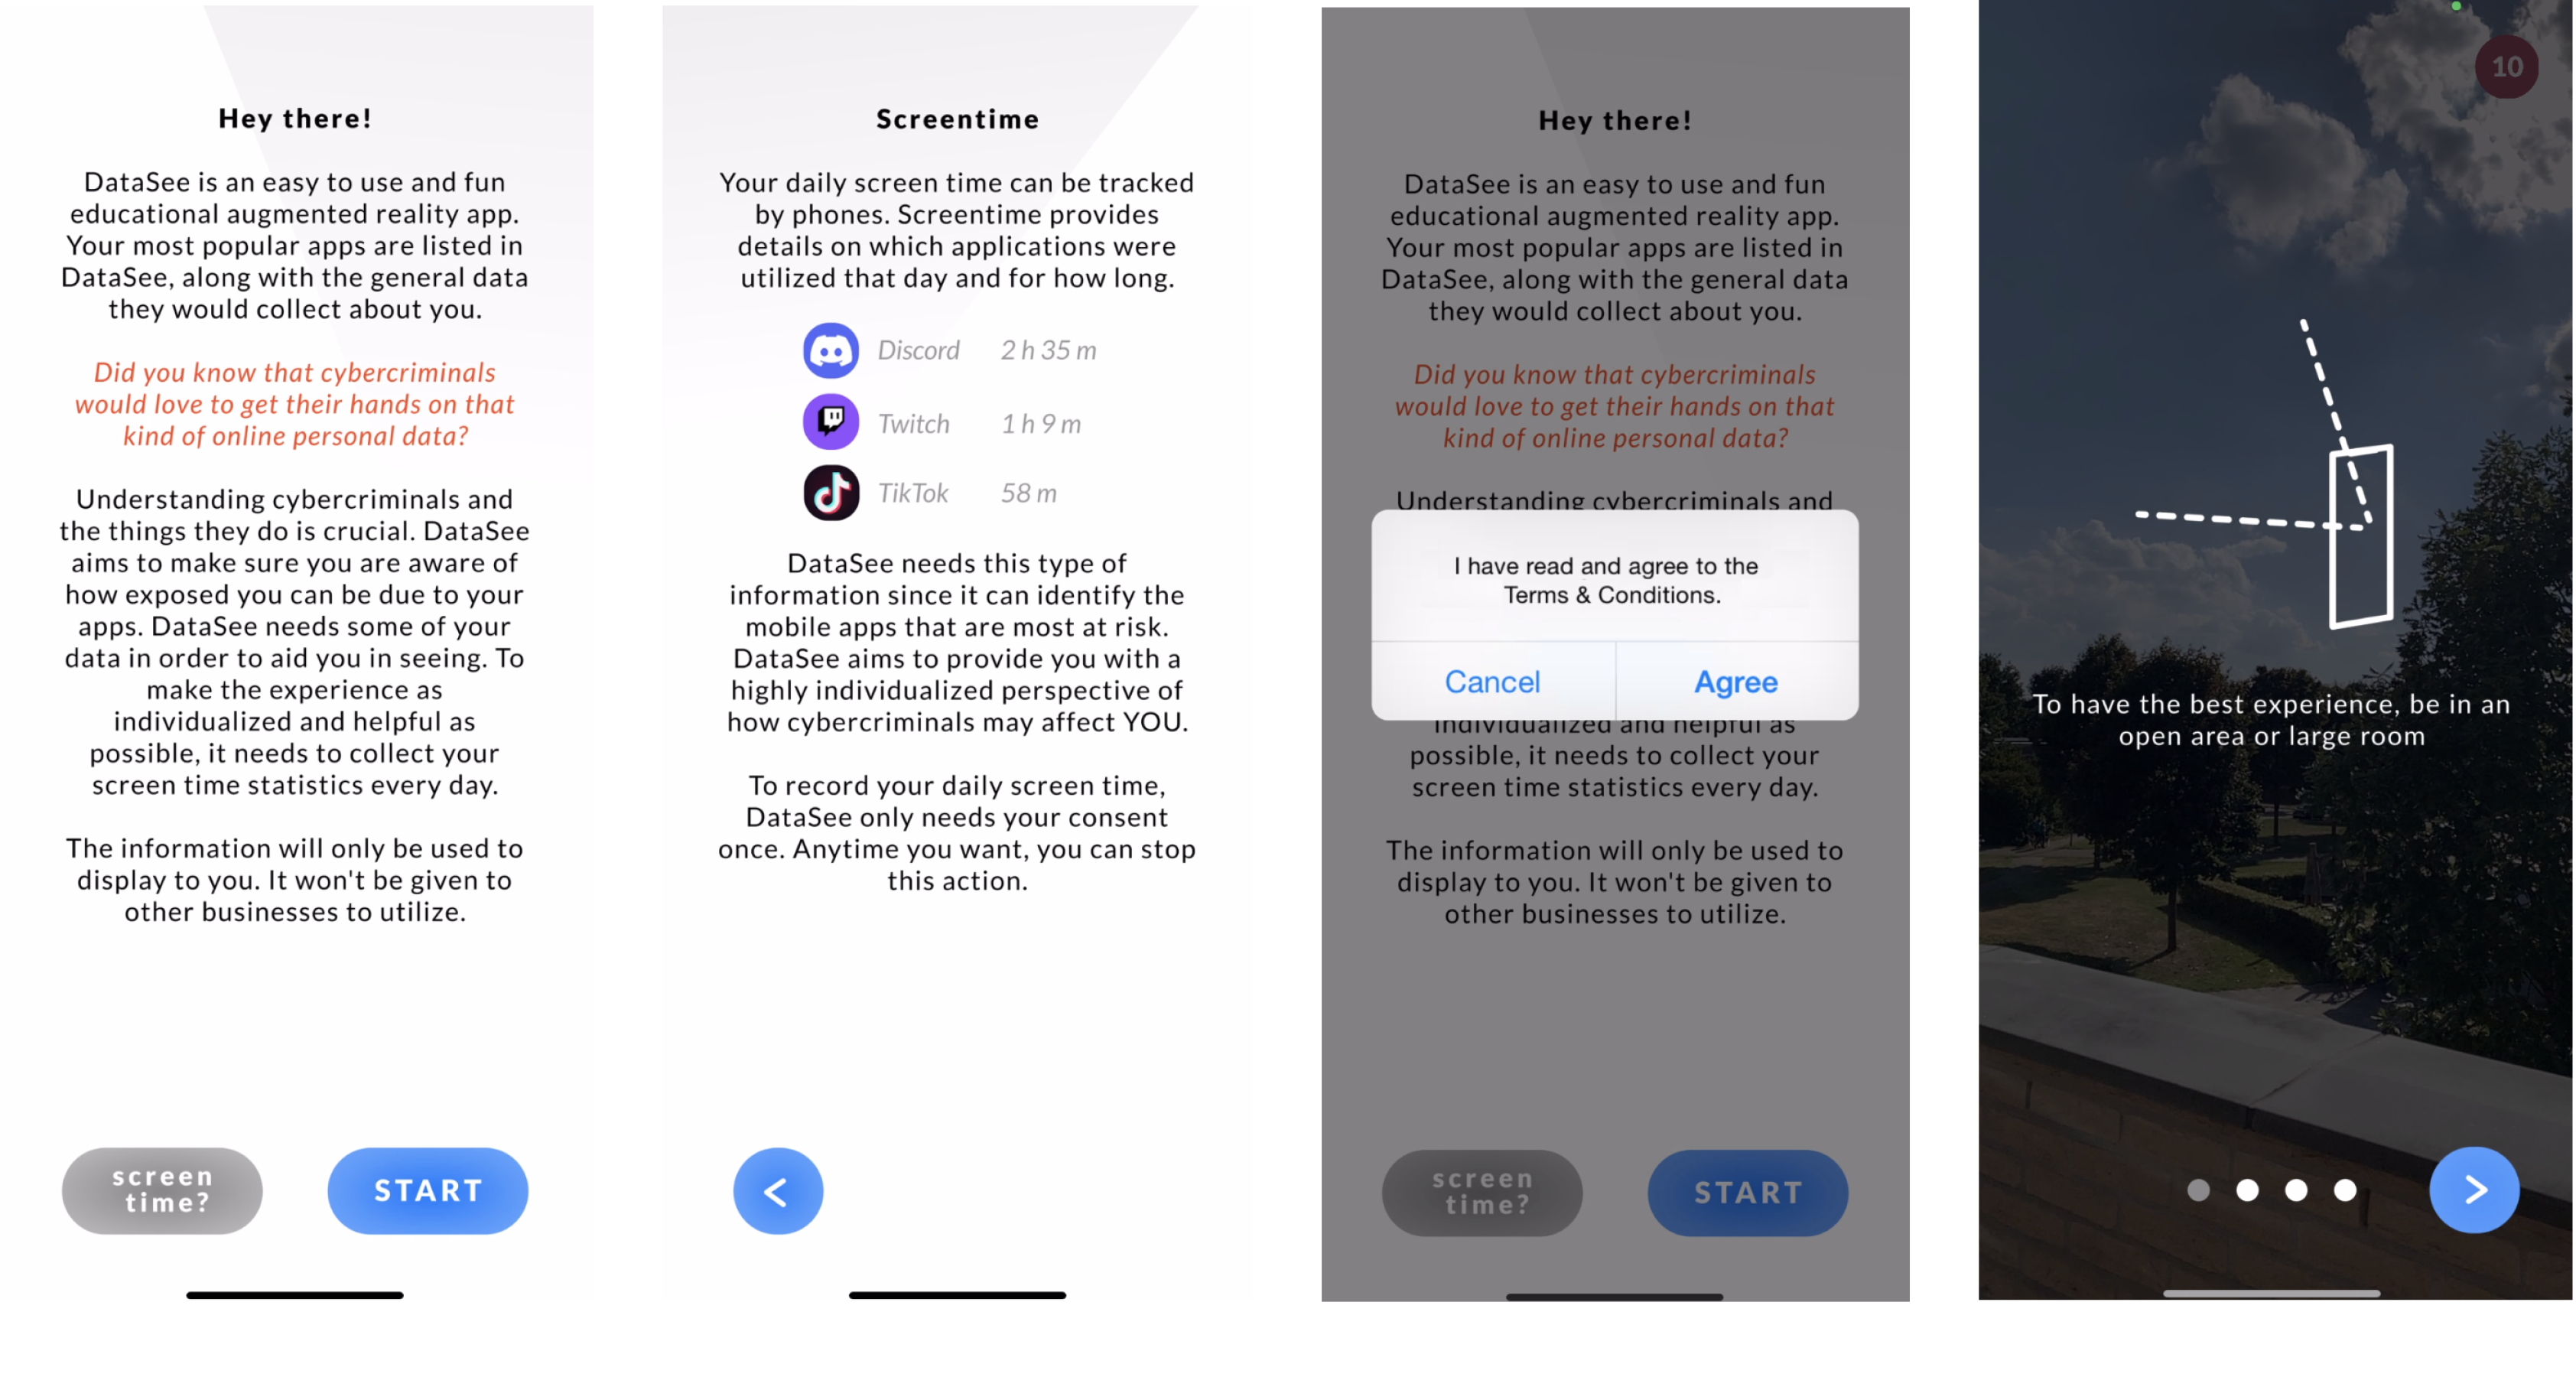 Hey there!
DataSee is an easy to use and fun
educational augmented reality app.
Your most popular apps are listed in
DataSee, along with the general data
they would collect about you.
Did you know that cybercriminals
would love to get their hands on that
kind of online personal data?
Understanding cybercriminals and
the things they do is crucial. DataSee
aims to make sure you are aware of
how exposed you can be due to your
apps. DataSee needs some of your
data in order to aid you in seeing. To
make the experience as
individualized and helpful as
possible, it needs to collect your
screen time statistics every day.
The information will only be used to
display to you. It won't be given to
other businesses to utilize.
screen
time?
START
Screentime
Your daily screen time can be tracked
by phones. Screentime provides
details on which applications were
utilized that day and for how long.
Discord 2 h 35 m
Twitch 1 h 9 m
TikTok 58 m
DataSee needs this type of
information since it can identify the
mobile apps that are most at risk.
DataSee aims to provide you with a
highly individualized perspective of
how cybercriminals may affect YOU.
To record your daily screen time,
DataSee only needs your consent
once. Anytime you want, you can stop
this action.
<
Hey there!
DataSee is an easy to use and fun
educational augmented reality app.
Your most popular apps are listed in
DataSee, along with the general data
they would collect about you.
Did you know that cybercriminals
would love to get their hands on that
kind of online personal data?
Understanding cybercriminals and
I have read and agree to the
Terms & Conditions.
Cancel Agree
individualized and helpful as
possible, it needs to collect your
screen time statistics every day.
The information will only be used to
display to you. It won't be given to
other businesses to utilize.
screen
time?
START
10
To have the best experience, be in an
open area or large room
>